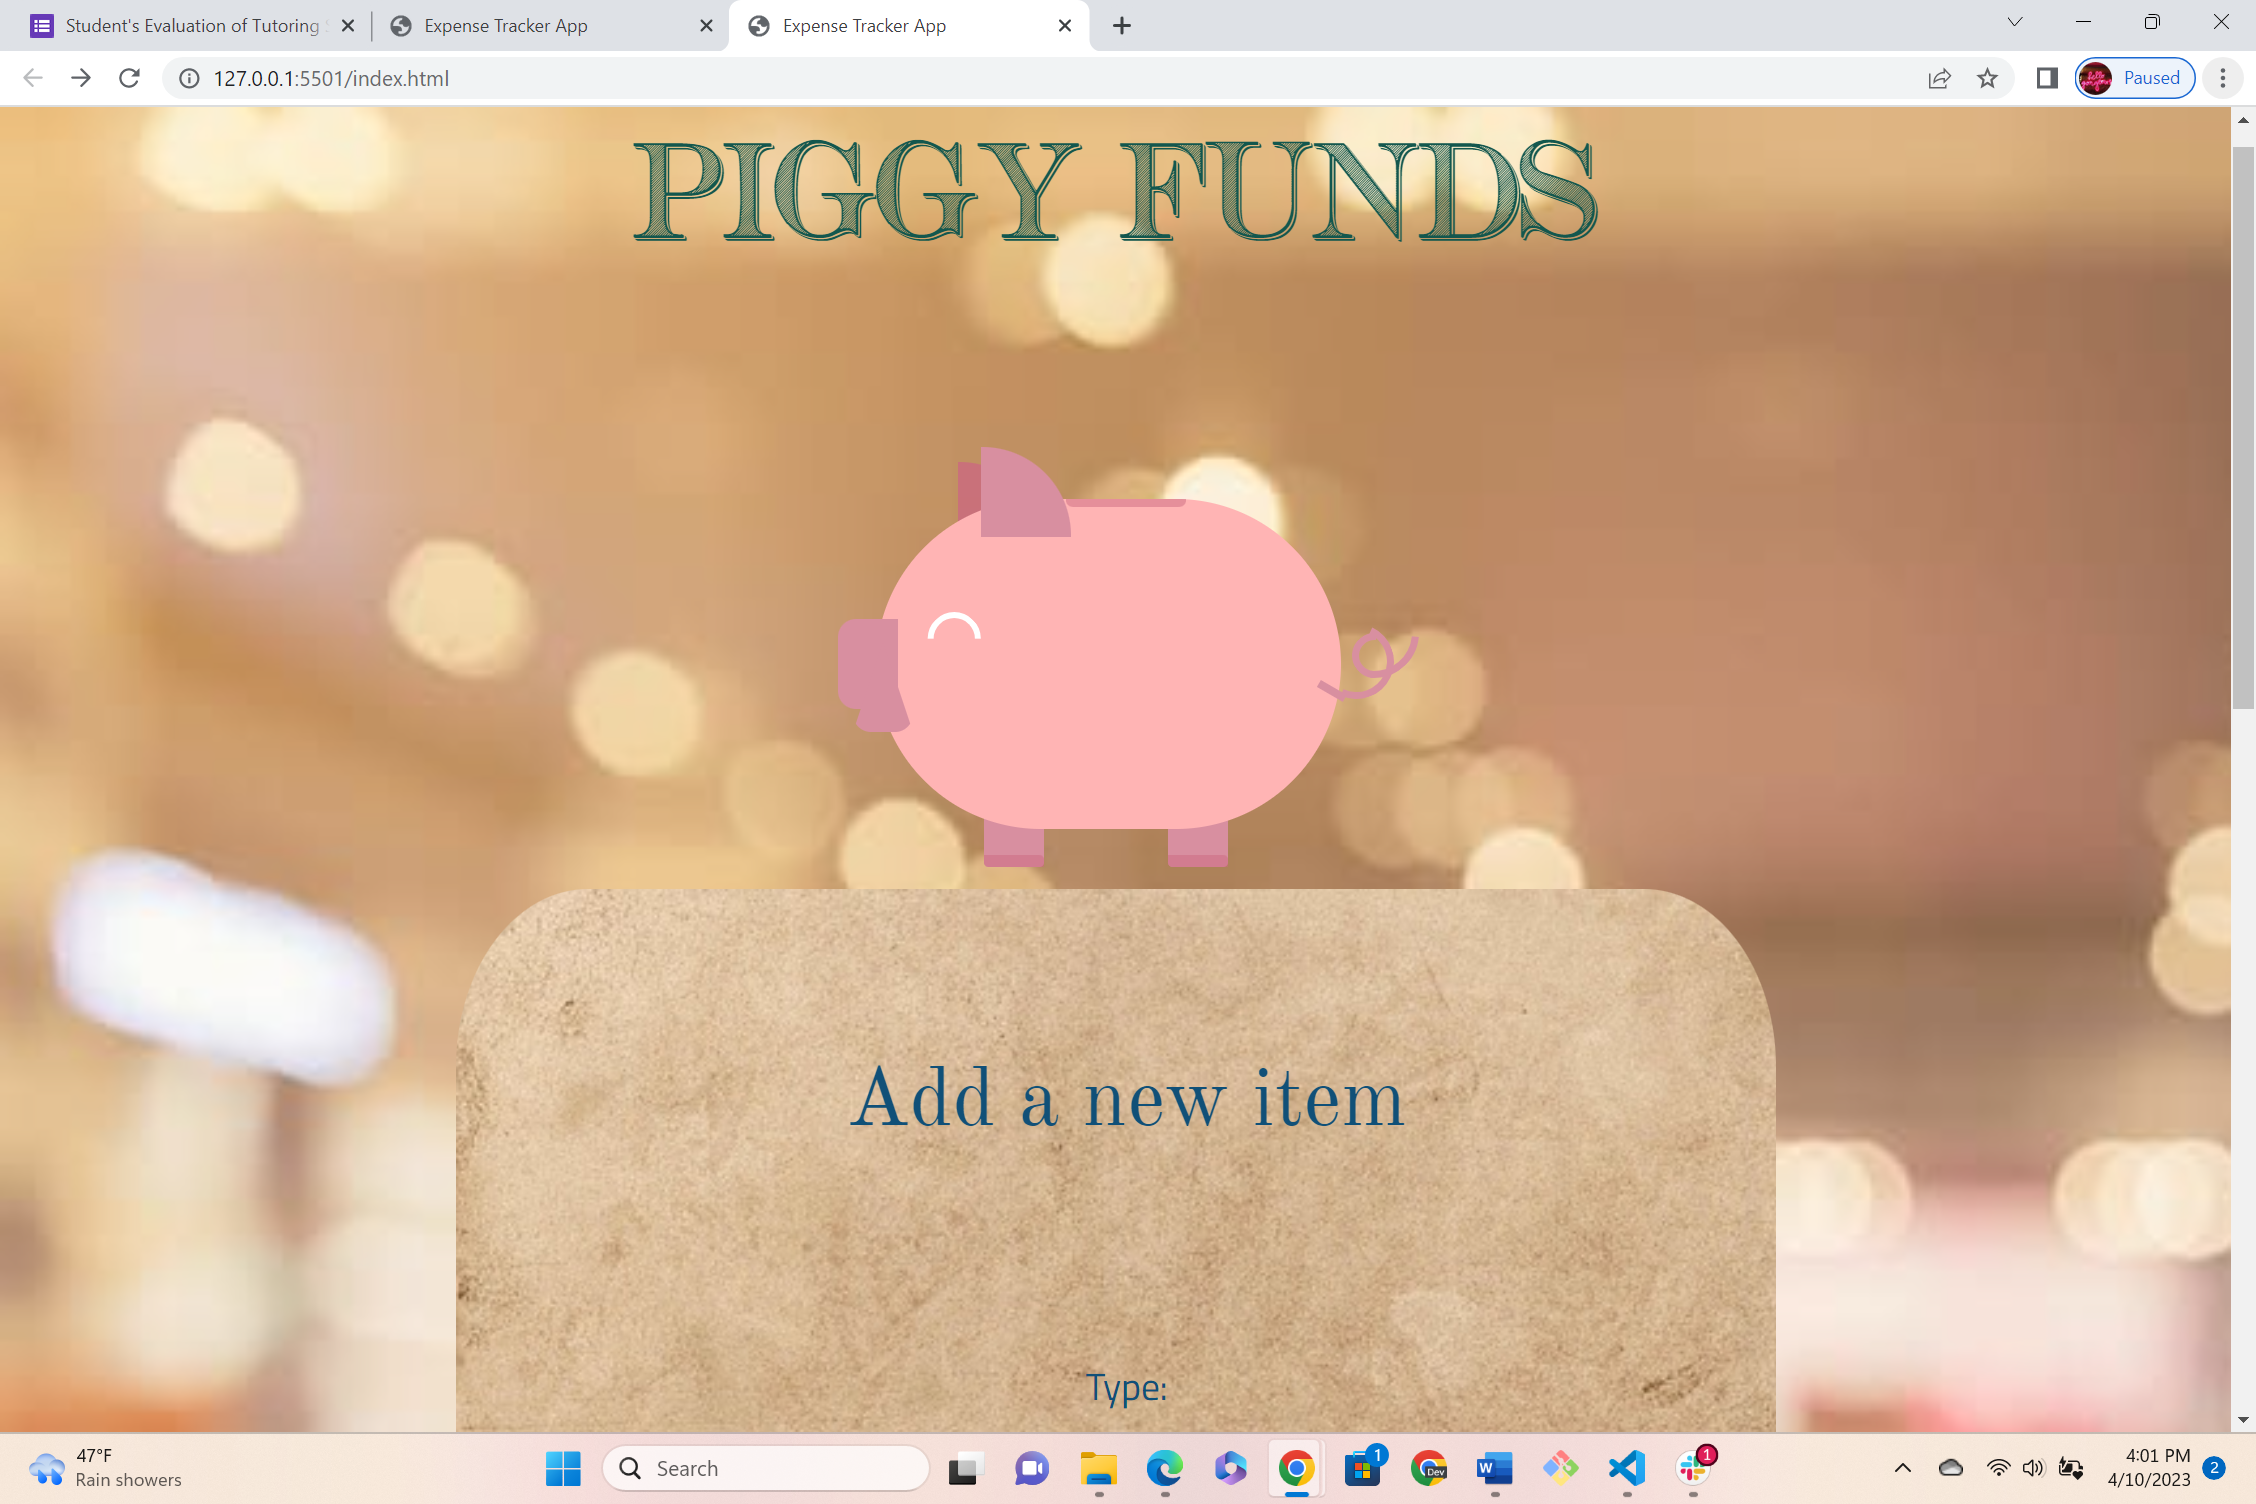 Student's Evaluation of Tutoring
Expense Tracker App
Expense Tracker App
127.0.0.1:5501/index.html
Paused
PIGGY FUNDS
Add a new item
Type:
47°F
Rain showers
Search
1
Dev
W
1
4:01 PM
4/10/2023
2